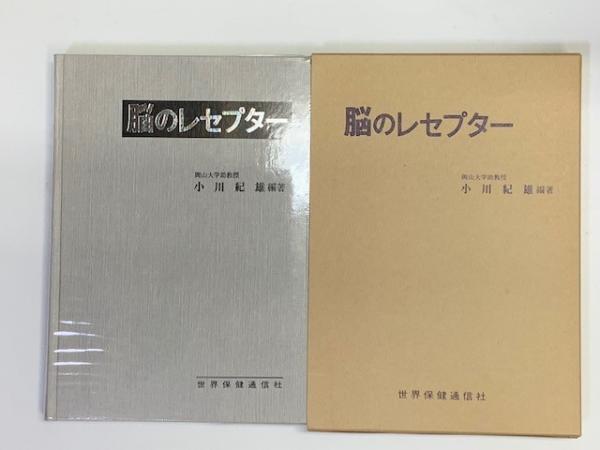 脳のレセプター
岡山大学助教授
小川紀雄編著
世界保健通信社
脳のレセプター
岡山大学助教授
小川紀雄編著
世界保健通信社